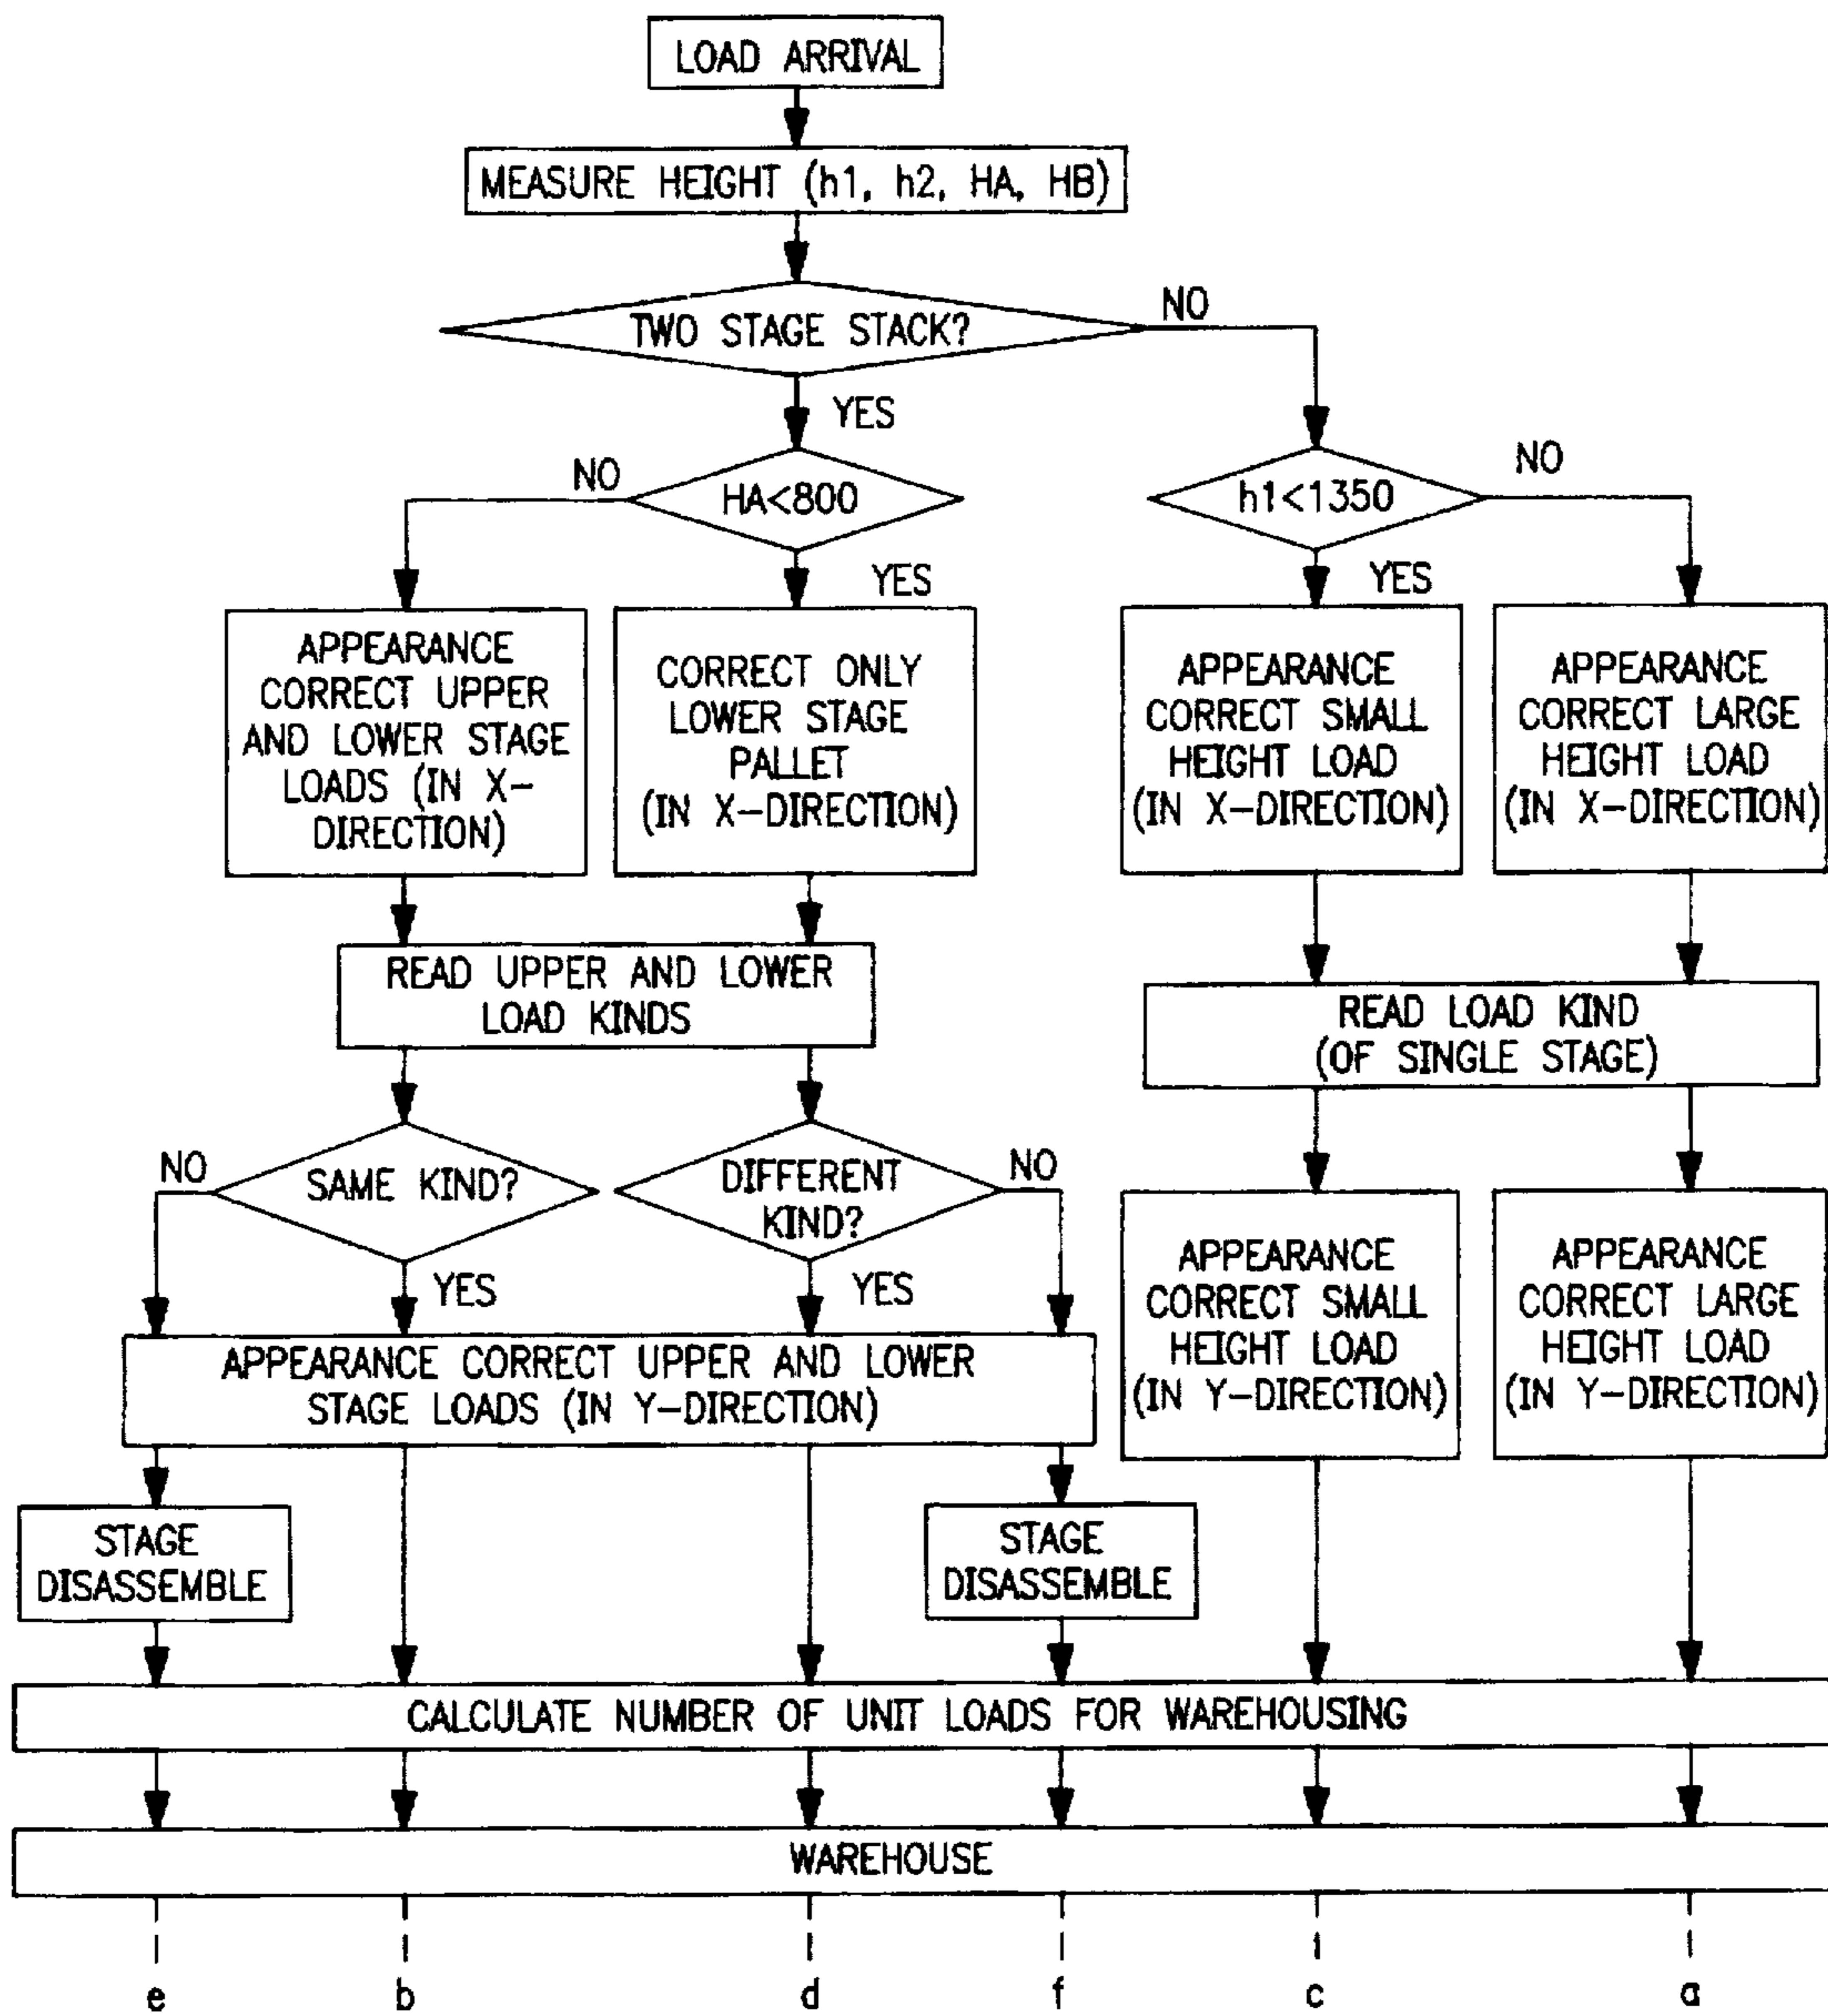 LOAD ARRIVAL
MEASURE HEIGHT (h1, h2, HA, HB)
TWO STAGE STACK?
NO
YES
NO
HA<800
YES
h1<1350
NO
YES
APPEARANCE
CORRECT UPPER
AND LOWER STAGE
LOADS (IN X-
DIRECTION)
CORRECT ONLY
LOWER STAGE
PALLET
(IN X-DIRECTION)
APPEARANCE
CORRECT SMALL
HEIGHT LOAD
(IN X-DIRECTION)
APPEARANCE
CORRECT LARGE
HEIGHT LOAD
(IN X-DIRECTION)
READ UPPER AND LOWER
LOAD KINDS
READ LOAD KIND
(OF SINGLE STAGE)
NO
SAME KIND?
YES
DIFFERENT
KIND?
NO
YES
APPEARANCE CORRECT UPPER AND LOWER
STAGE LOADS (IN Y-DIRECTION)
APPEARANCE
CORRECT SMALL
HEIGHT LOAD
(IN Y-DIRECTION)
APPEARANCE
CORRECT LARGE
HEIGHT LOAD
(IN Y-DIRECTION)
STAGE
DISASSEMBLE
STAGE
DISASSEMBLE
CALCULATE NUMBER OF UNIT LOADS FOR WAREHOUSING
WAREHOUSE
e b d f c a